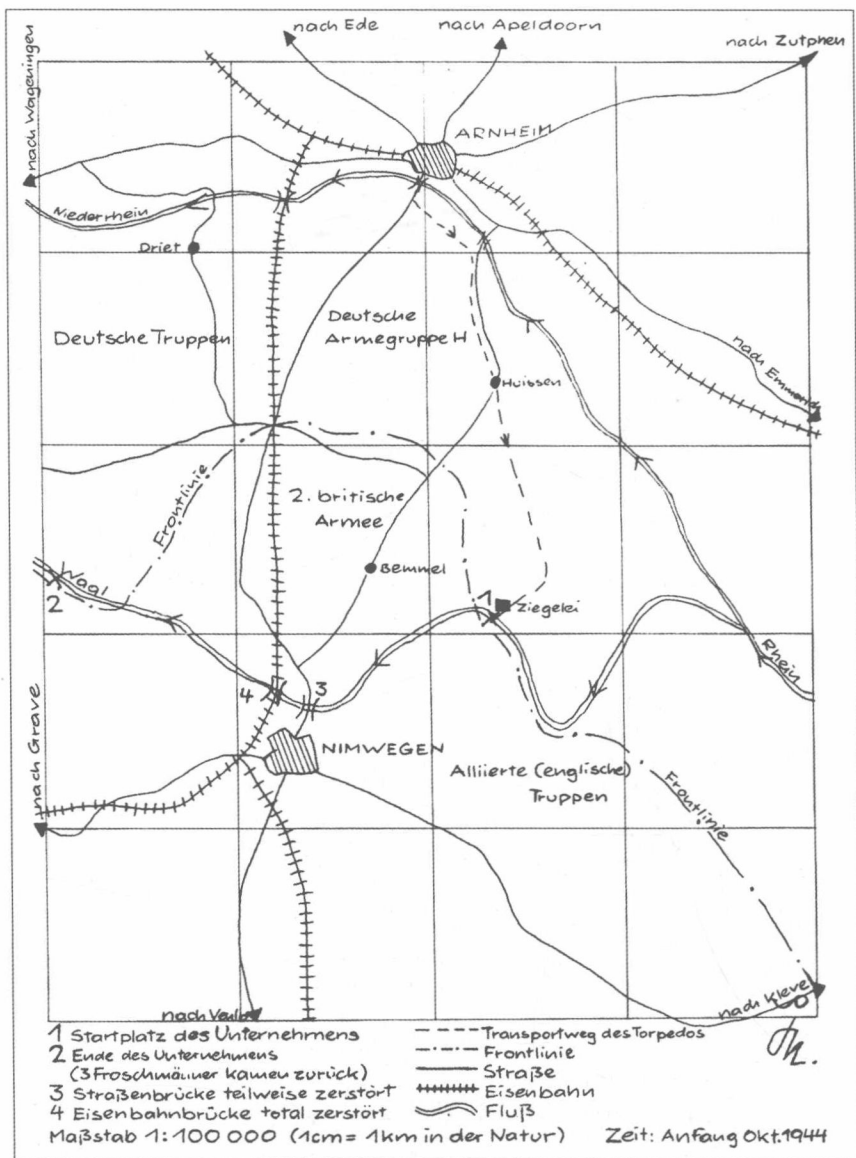 nach Ede
nach Apeldoorn
nach Zutphen
nach Wageningen
ARNHEIM
Niederrhein
Driet
Deutsche Truppen
Deutsche
Armegruppe H
nach Emmerich
Huissen
Frontlinie
2. britische
Armee
Waal
2
Bemmel
1
Ziegelei
Rhein
4
3
nach Grave
NIMWEGEN
Alliierte (englische)
Truppen
Frontlinie
nach Venlo
nach Kleve
1 Startplatz des Unternehmens
2 Ende des Unternehmens
(3 Froschmänner kamen zurück)
3 Straßenbrücke teilweise zerstört
4 Eisenbahnbrücke total zerstört
Transportweg des Torpedos
Frontlinie
Straße
Eisenbahn
Fluß
Maßstab 1:100 000 (1cm = 1km in der Natur)
Zeit: Anfang Okt. 1944